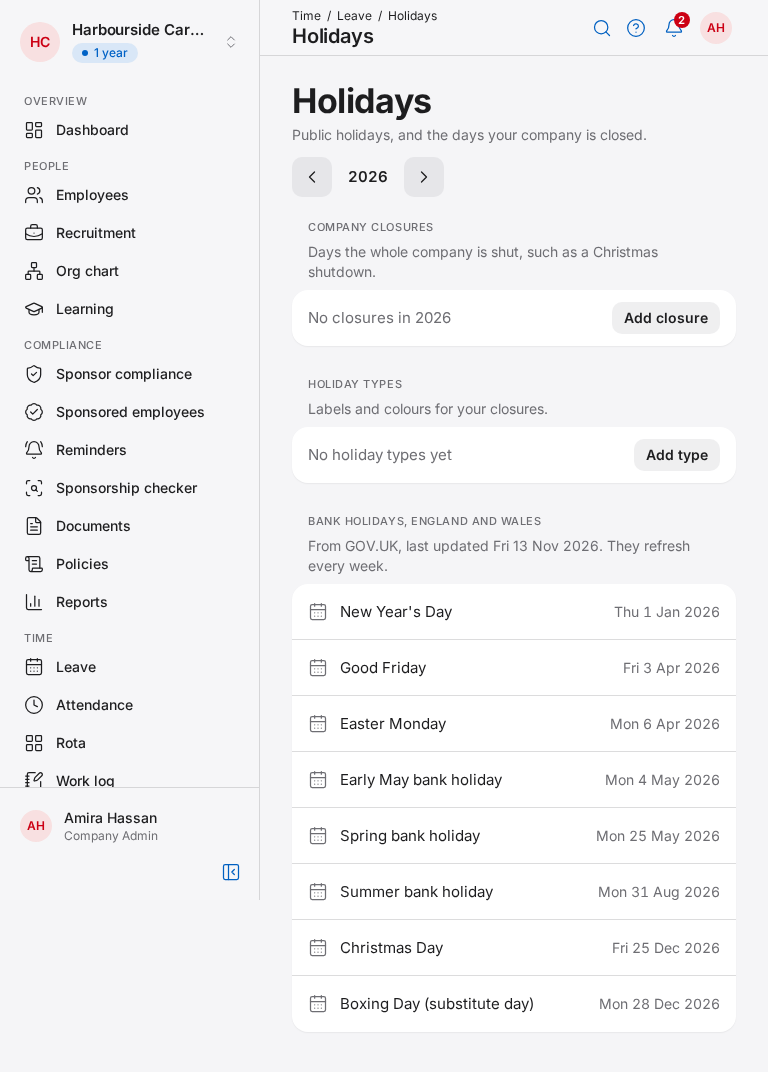 HC
Harbourside Car...
1 year
OVERVIEW
Dashboard
PEOPLE
Employees
Recruitment
Org chart
Learning
COMPLIANCE
Sponsor compliance
Sponsored employees
Reminders
Sponsorship checker
Documents
Policies
Reports
TIME
Leave
Attendance
Rota
Work log
AH
Amira Hassan
Company Admin
Time / Leave / Holidays
Holidays
2
AH
Holidays
Public holidays, and the days your company is closed.
2026
COMPANY CLOSURES
Days the whole company is shut, such as a Christmas
shutdown.
No closures in 2026
Add closure
HOLIDAY TYPES
Labels and colours for your closures.
No holiday types yet
Add type
BANK HOLIDAYS, ENGLAND AND WALES
From GOV.UK, last updated Fri 13 Nov 2026. They refresh
every week.
New Year's Day Thu 1 Jan 2026
Good Friday Fri 3 Apr 2026
Easter Monday Mon 6 Apr 2026
Early May bank holiday Mon 4 May 2026
Spring bank holiday Mon 25 May 2026
Summer bank holiday Mon 31 Aug 2026
Christmas Day Fri 25 Dec 2026
Boxing Day (substitute day) Mon 28 Dec 2026